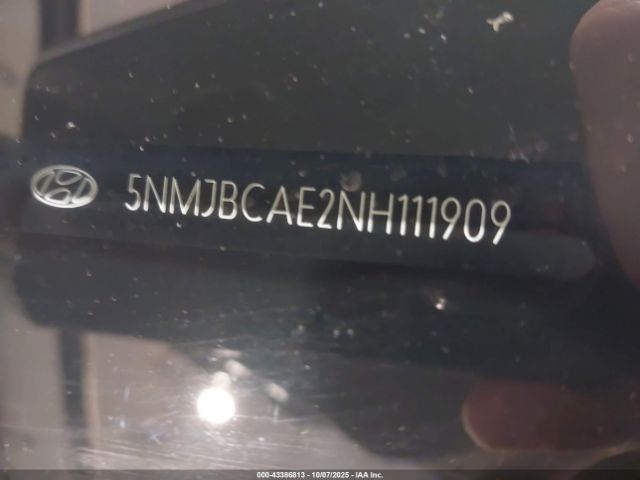 5NMJBCAE2NH111909
000-43386813 - 10/07/2025 - IAA Inc.